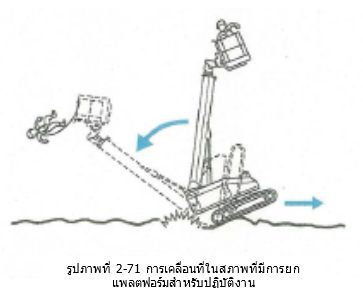 รูปภาพที่ 2-71 การเคลื่อนที่ในสภาพที่มีการยก
แพลตฟอร์มสำหรับปฏิบัติงาน